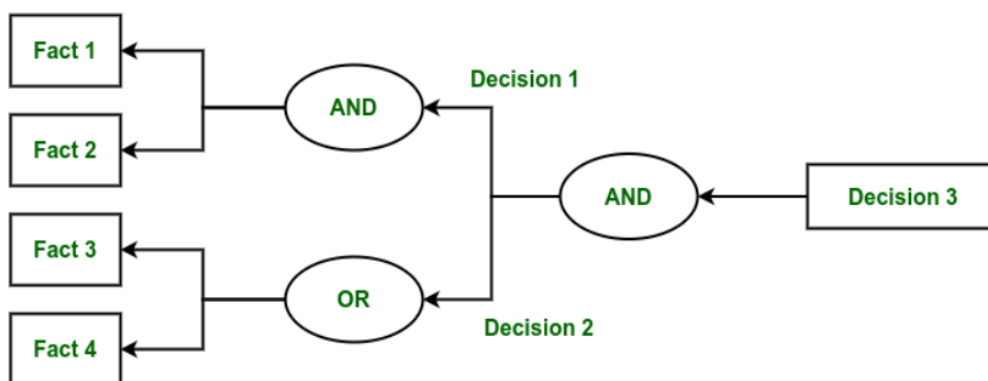 Fact 1
AND
Decision 1
Fact 2
AND
Decision 3
Fact 3
OR
Decision 2
Fact 4